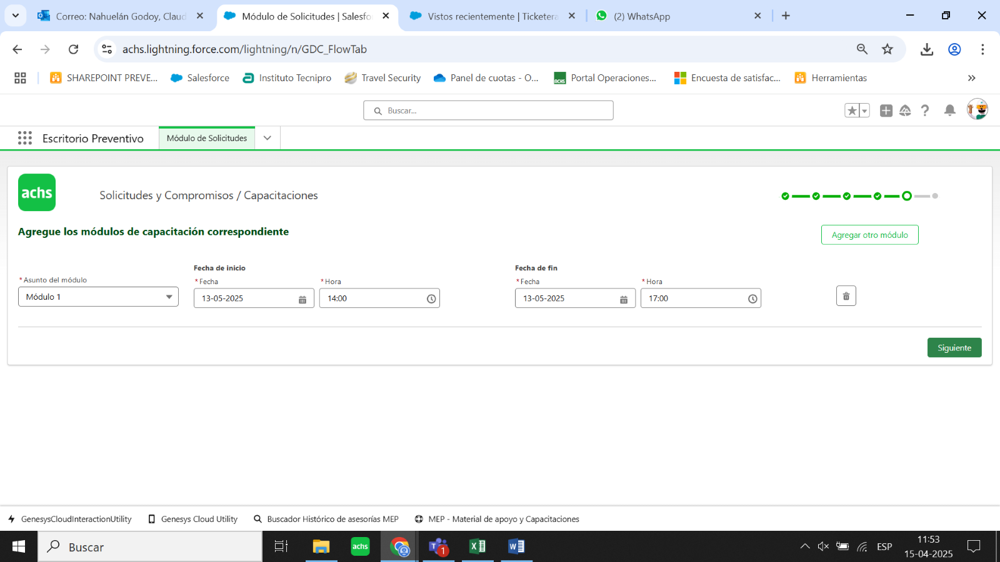 Correo: Nahuelán Godoy, Claud
Módulo de Solicitudes | Salesfo
Vistos recientemente | Ticketera
(2) WhatsApp
achs.lightning.force.com/lightning/n/GDC_FlowTab
SHAREPOINT PREVE...
Salesforce
Instituto Tecnipro
Travel Security
Panel de cuotas - O...
Portal Operaciones...
Encuesta de satisfac...
Herramientas
Buscar...
Escritorio Preventivo
Módulo de Solicitudes
achs
Solicitudes y Compromisos / Capacitaciones
Agregue los módulos de capacitación correspondiente
Agregar otro módulo
Fecha de inicio
Fecha de fin
*Asunto del módulo
*Fecha
*Hora
*Fecha
*Hora
Módulo 1
13-05-2025
14:00
13-05-2025
17:00
Siguiente
GenesysCloudInteractionUtility
Genesys Cloud Utility
Buscador Histórico de asesorías MEP
MEP - Material de apoyo y Capacitaciones
Buscar
achs
1
ESP
11:53
15-04-2025